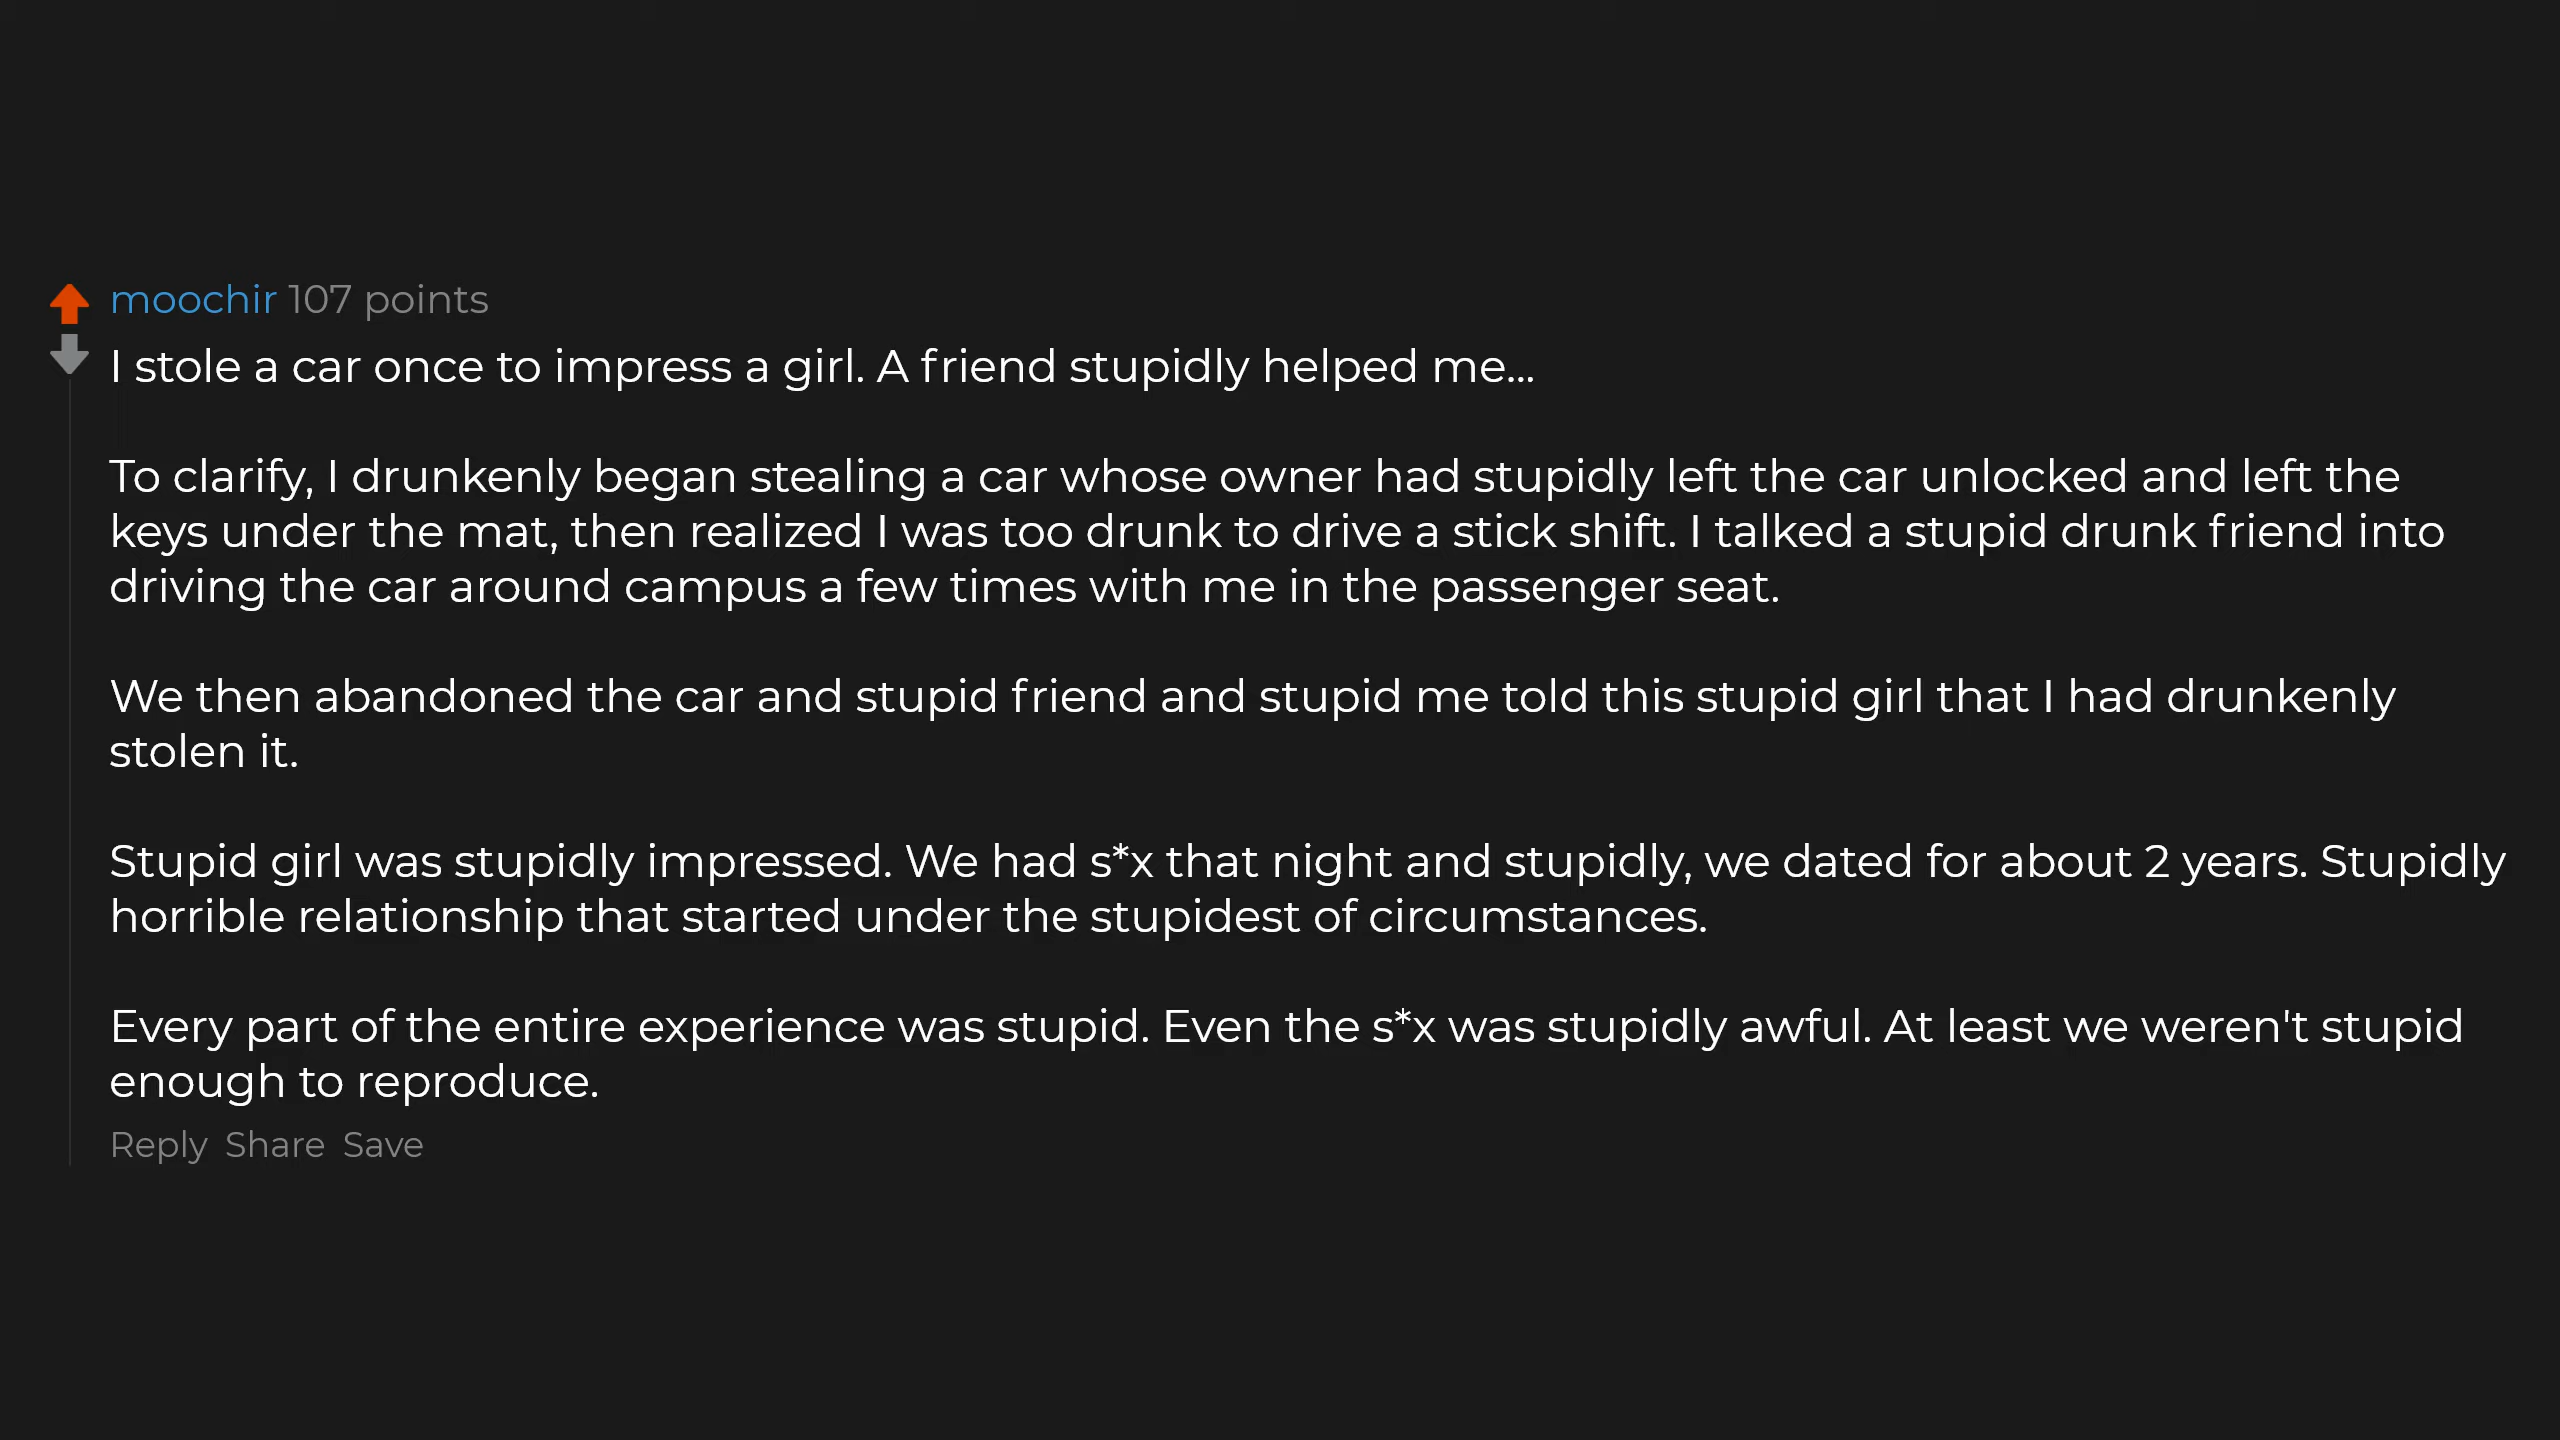 moochir 107 points
I stole a car once to impress a girl. A friend stupidly helped me...
To clarify, I drunkenly began stealing a car whose owner had stupidly left the car unlocked and left the
keys under the mat, then realized I was too drunk to drive a stick shift. I talked a stupid drunk friend into
driving the car around campus a few times with me in the passenger seat.
We then abandoned the car and stupid friend and stupid me told this stupid girl that I had drunkenly
stolen it.
Stupid girl was stupidly impressed. We had s*x that night and stupidly, we dated for about 2 years. Stupidly
horrible relationship that started under the stupidest of circumstances.
Every part of the entire experience was stupid. Even the s*x was stupidly awful. At least we weren't stupid
enough to reproduce.
Reply Share Save